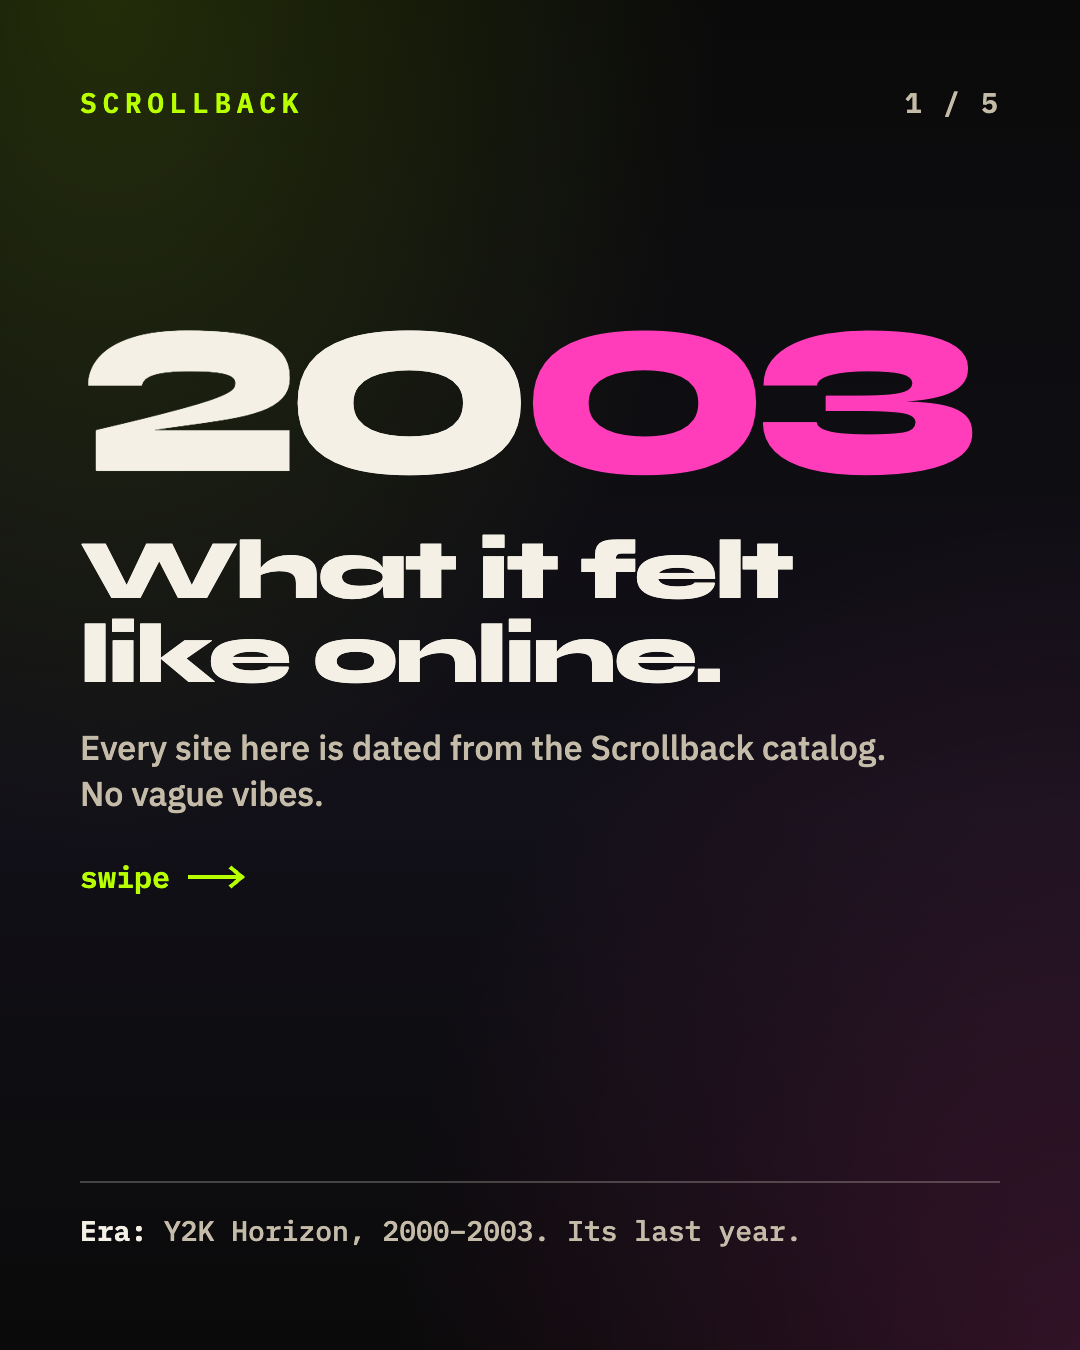 SCROLLBACK
1 / 5
2003
What it felt
like online.
Every site here is dated from the Scrollback catalog.
No vague vibes.
swipe →
Era: Y2K Horizon, 2000–2003. Its last year.